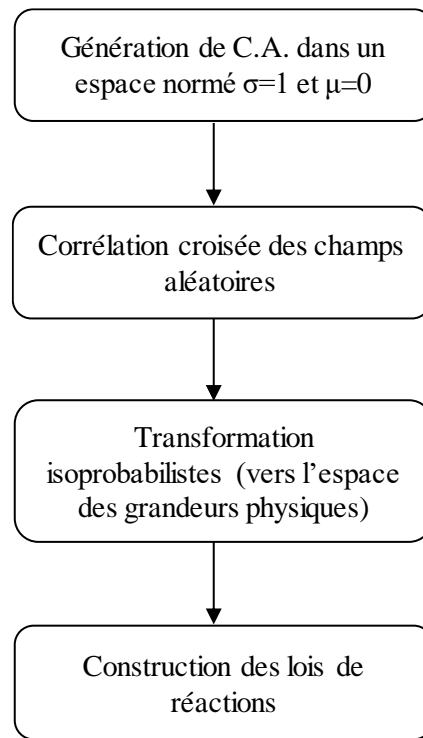 Génération de C.A. dans un
espace normé σ=1 et μ=0
Corrélation croisée des champs
aléatoires
Transformation
isoprobabilistes (vers l’espace
des grandeurs physiques)
Construction des lois de
réactions